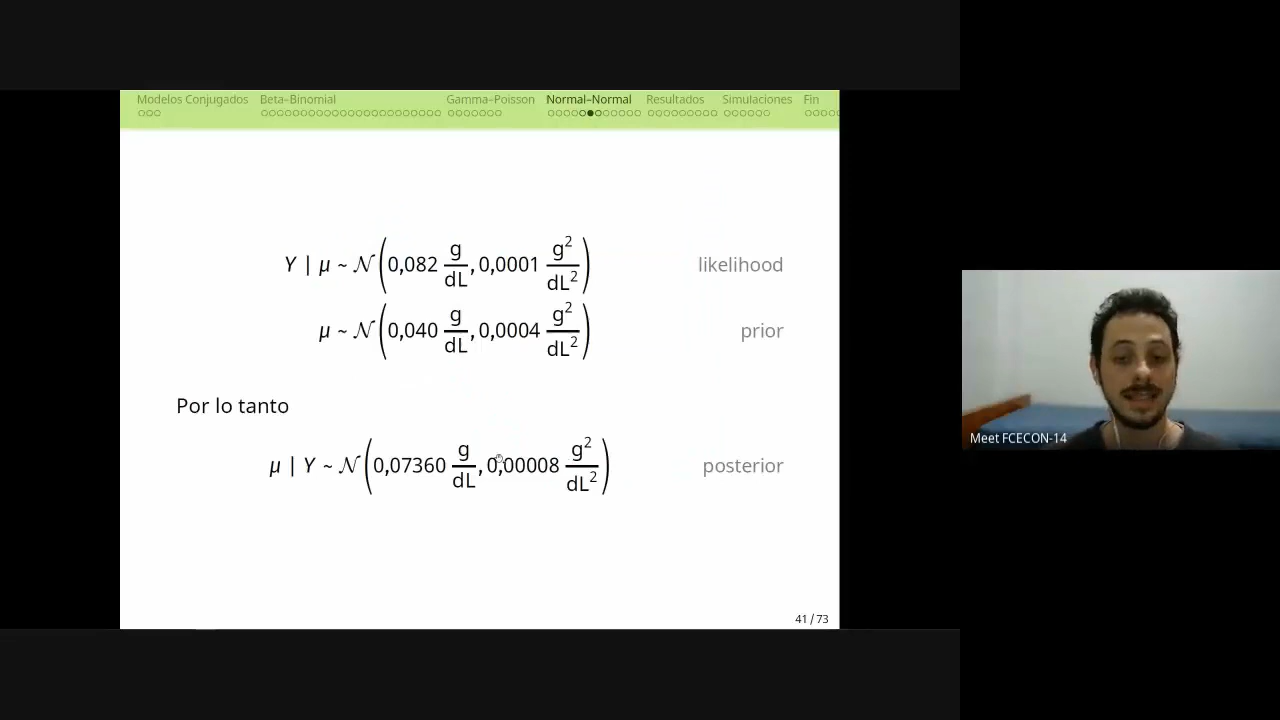 Modelos Conjugados Beta–Binomial Gamma–Poisson Normal–Normal Resultados Simulaciones Fin
Y | μ ~ 𝒩 (0,082 g/dL, 0,0001 g²/dL²) likelihood
μ ~ 𝒩 (0,040 g/dL, 0,0004 g²/dL²) prior
Por lo tanto
μ | Y ~ 𝒩 (0,07360 g/dL, 0,00008 g²/dL²) posterior
41 / 73
Meet FCECON-14